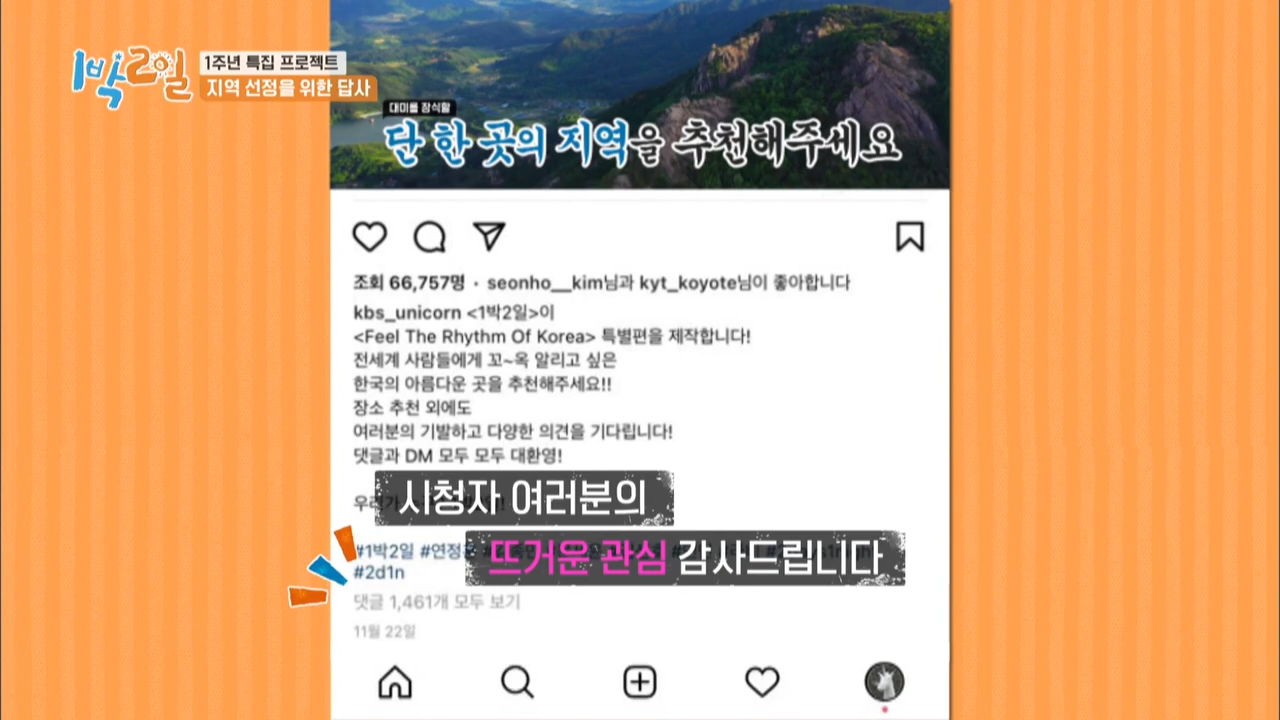 1박2일
1주년 특집 프로젝트
지역 선정을 위한 답사
대미를 장식할
단 한 곳의 지역을 추천해주세요
조회 66,757명 · seonho__kim님과 kyt_koyote님이 좋아합니다
kbs_unicorn <1박2일>이
<Feel The Rhythm Of Korea> 특별편을 제작합니다!
전세계 사람들에게 꼬~옥 알리고 싶은
한국의 아름다운 곳을 추천해주세요!!
장소 추천 외에도
여러분의 기발하고 다양한 의견을 기다립니다!
댓글과 DM 모두 모두 대환영!
시청자 여러분의
뜨거운 관심 감사드립니다
#1박2일 #연정훈
#2d1n
댓글 1,461개 모두 보기
11월 22일